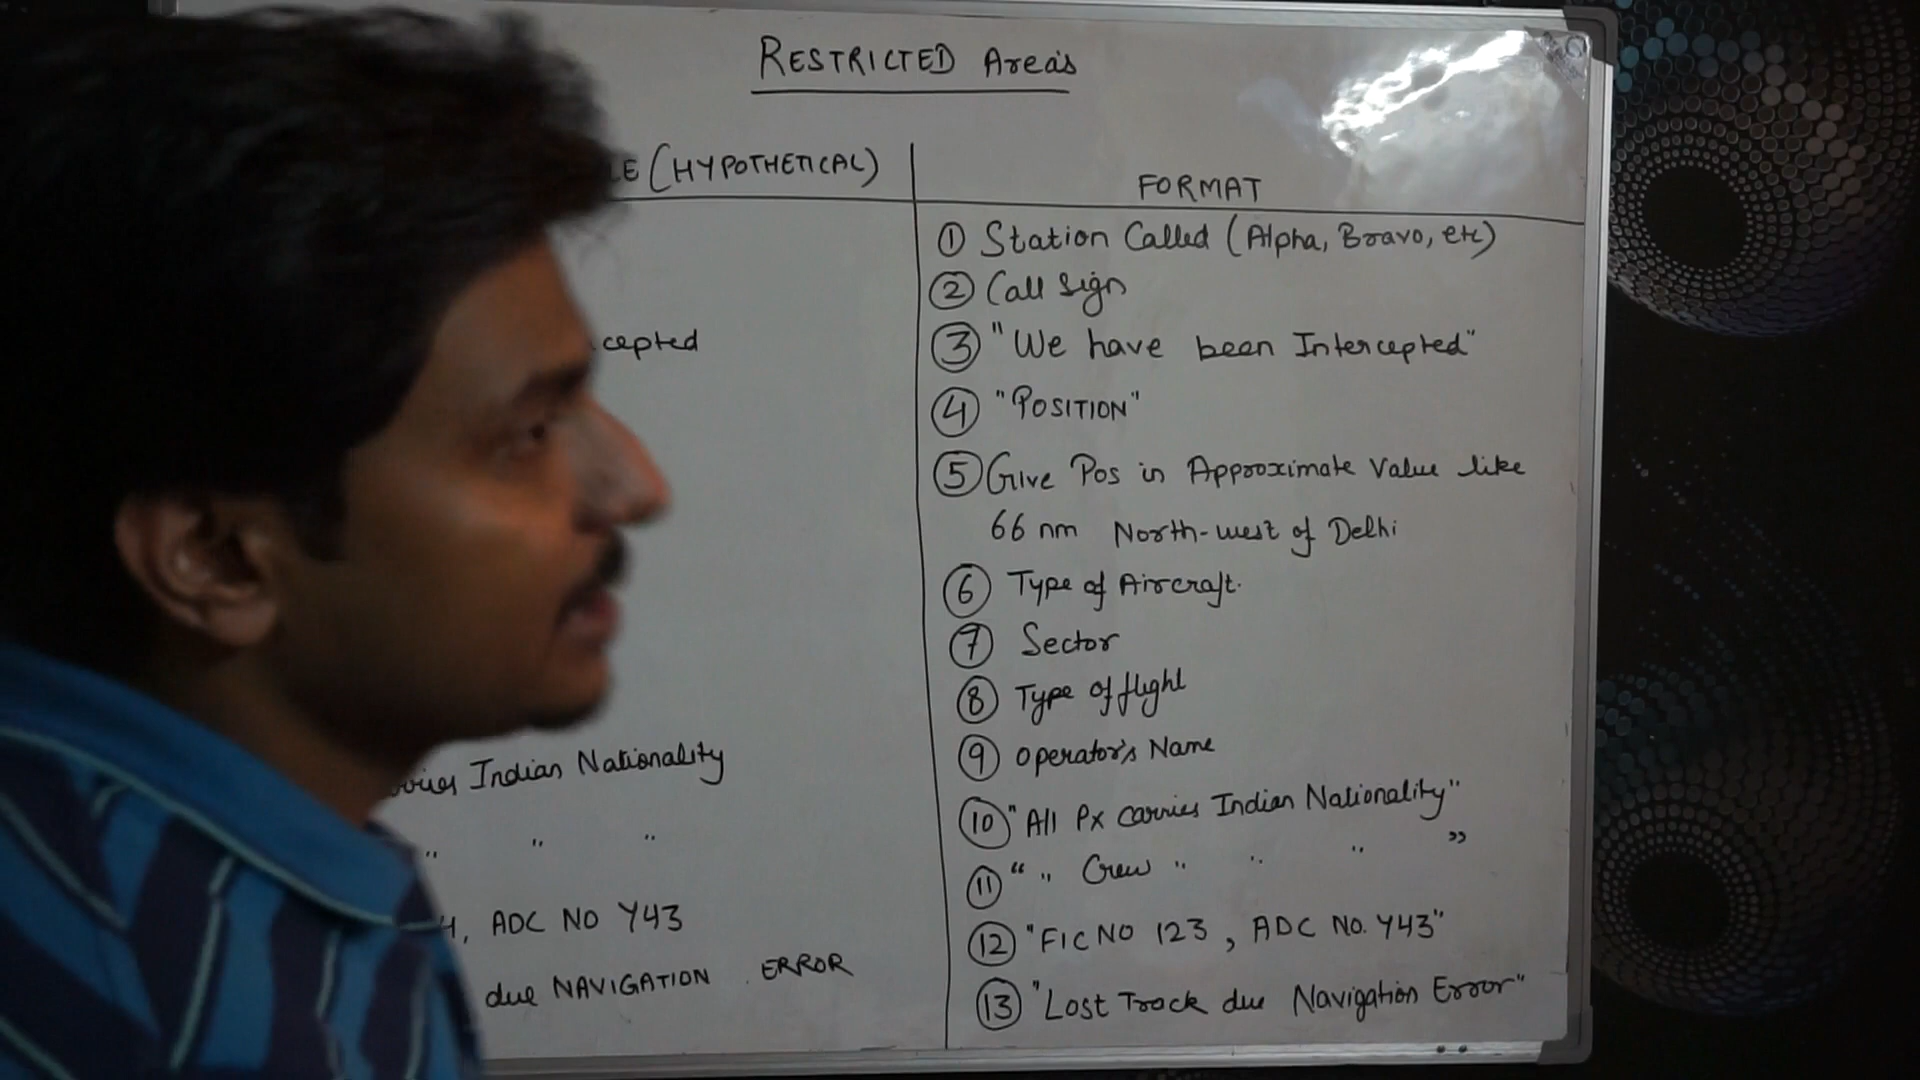 RESTRICTED Area's
(HYPOTHETICAL)
cepted
Indian Nationality
" " "
ADC NO Y43
due NAVIGATION ERROR
FORMAT
① Station Called (Alpha, Bravo, etc)
② Call Sign
③ "We have been Intercepted"
④ "POSITION"
⑤ Give Pos in Approximate Value like
66 nm North-west of Delhi
⑥ Type of Aircraft.
⑦ Sector
⑧ Type of flight
⑨ Operator's Name
⑩ "All Px carries Indian Nationality"
⑪ " " Crew " " " "
⑫ "FIC NO 123, ADC No. Y43"
⑬ "Lost Track due Navigation Error"